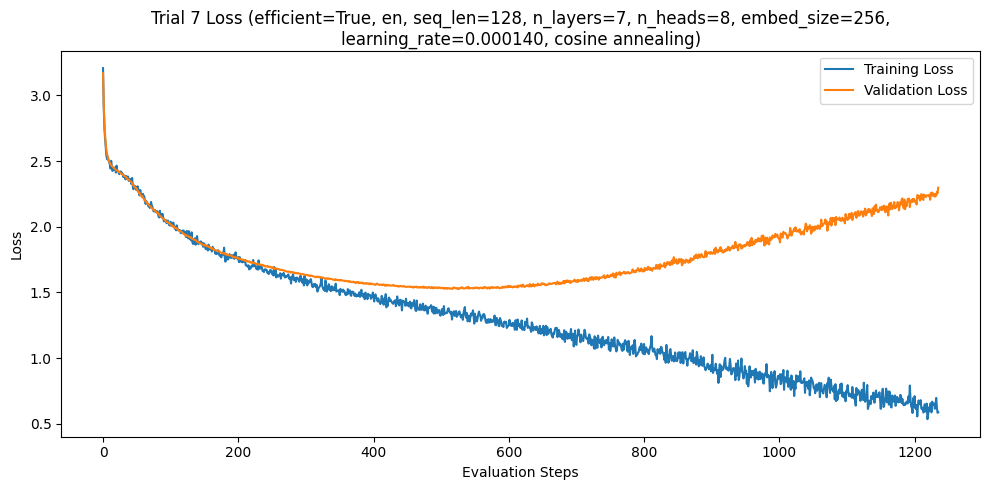 Trial 7 Loss (efficient=True, en, seq_len=128, n_layers=7, n_heads=8, embed_size=256,
learning_rate=0.000140, cosine annealing)
Training Loss
Validation Loss
Loss
3.0
2.5
2.0
1.5
1.0
0.5
0
200
400
600
800
1000
1200
Evaluation Steps